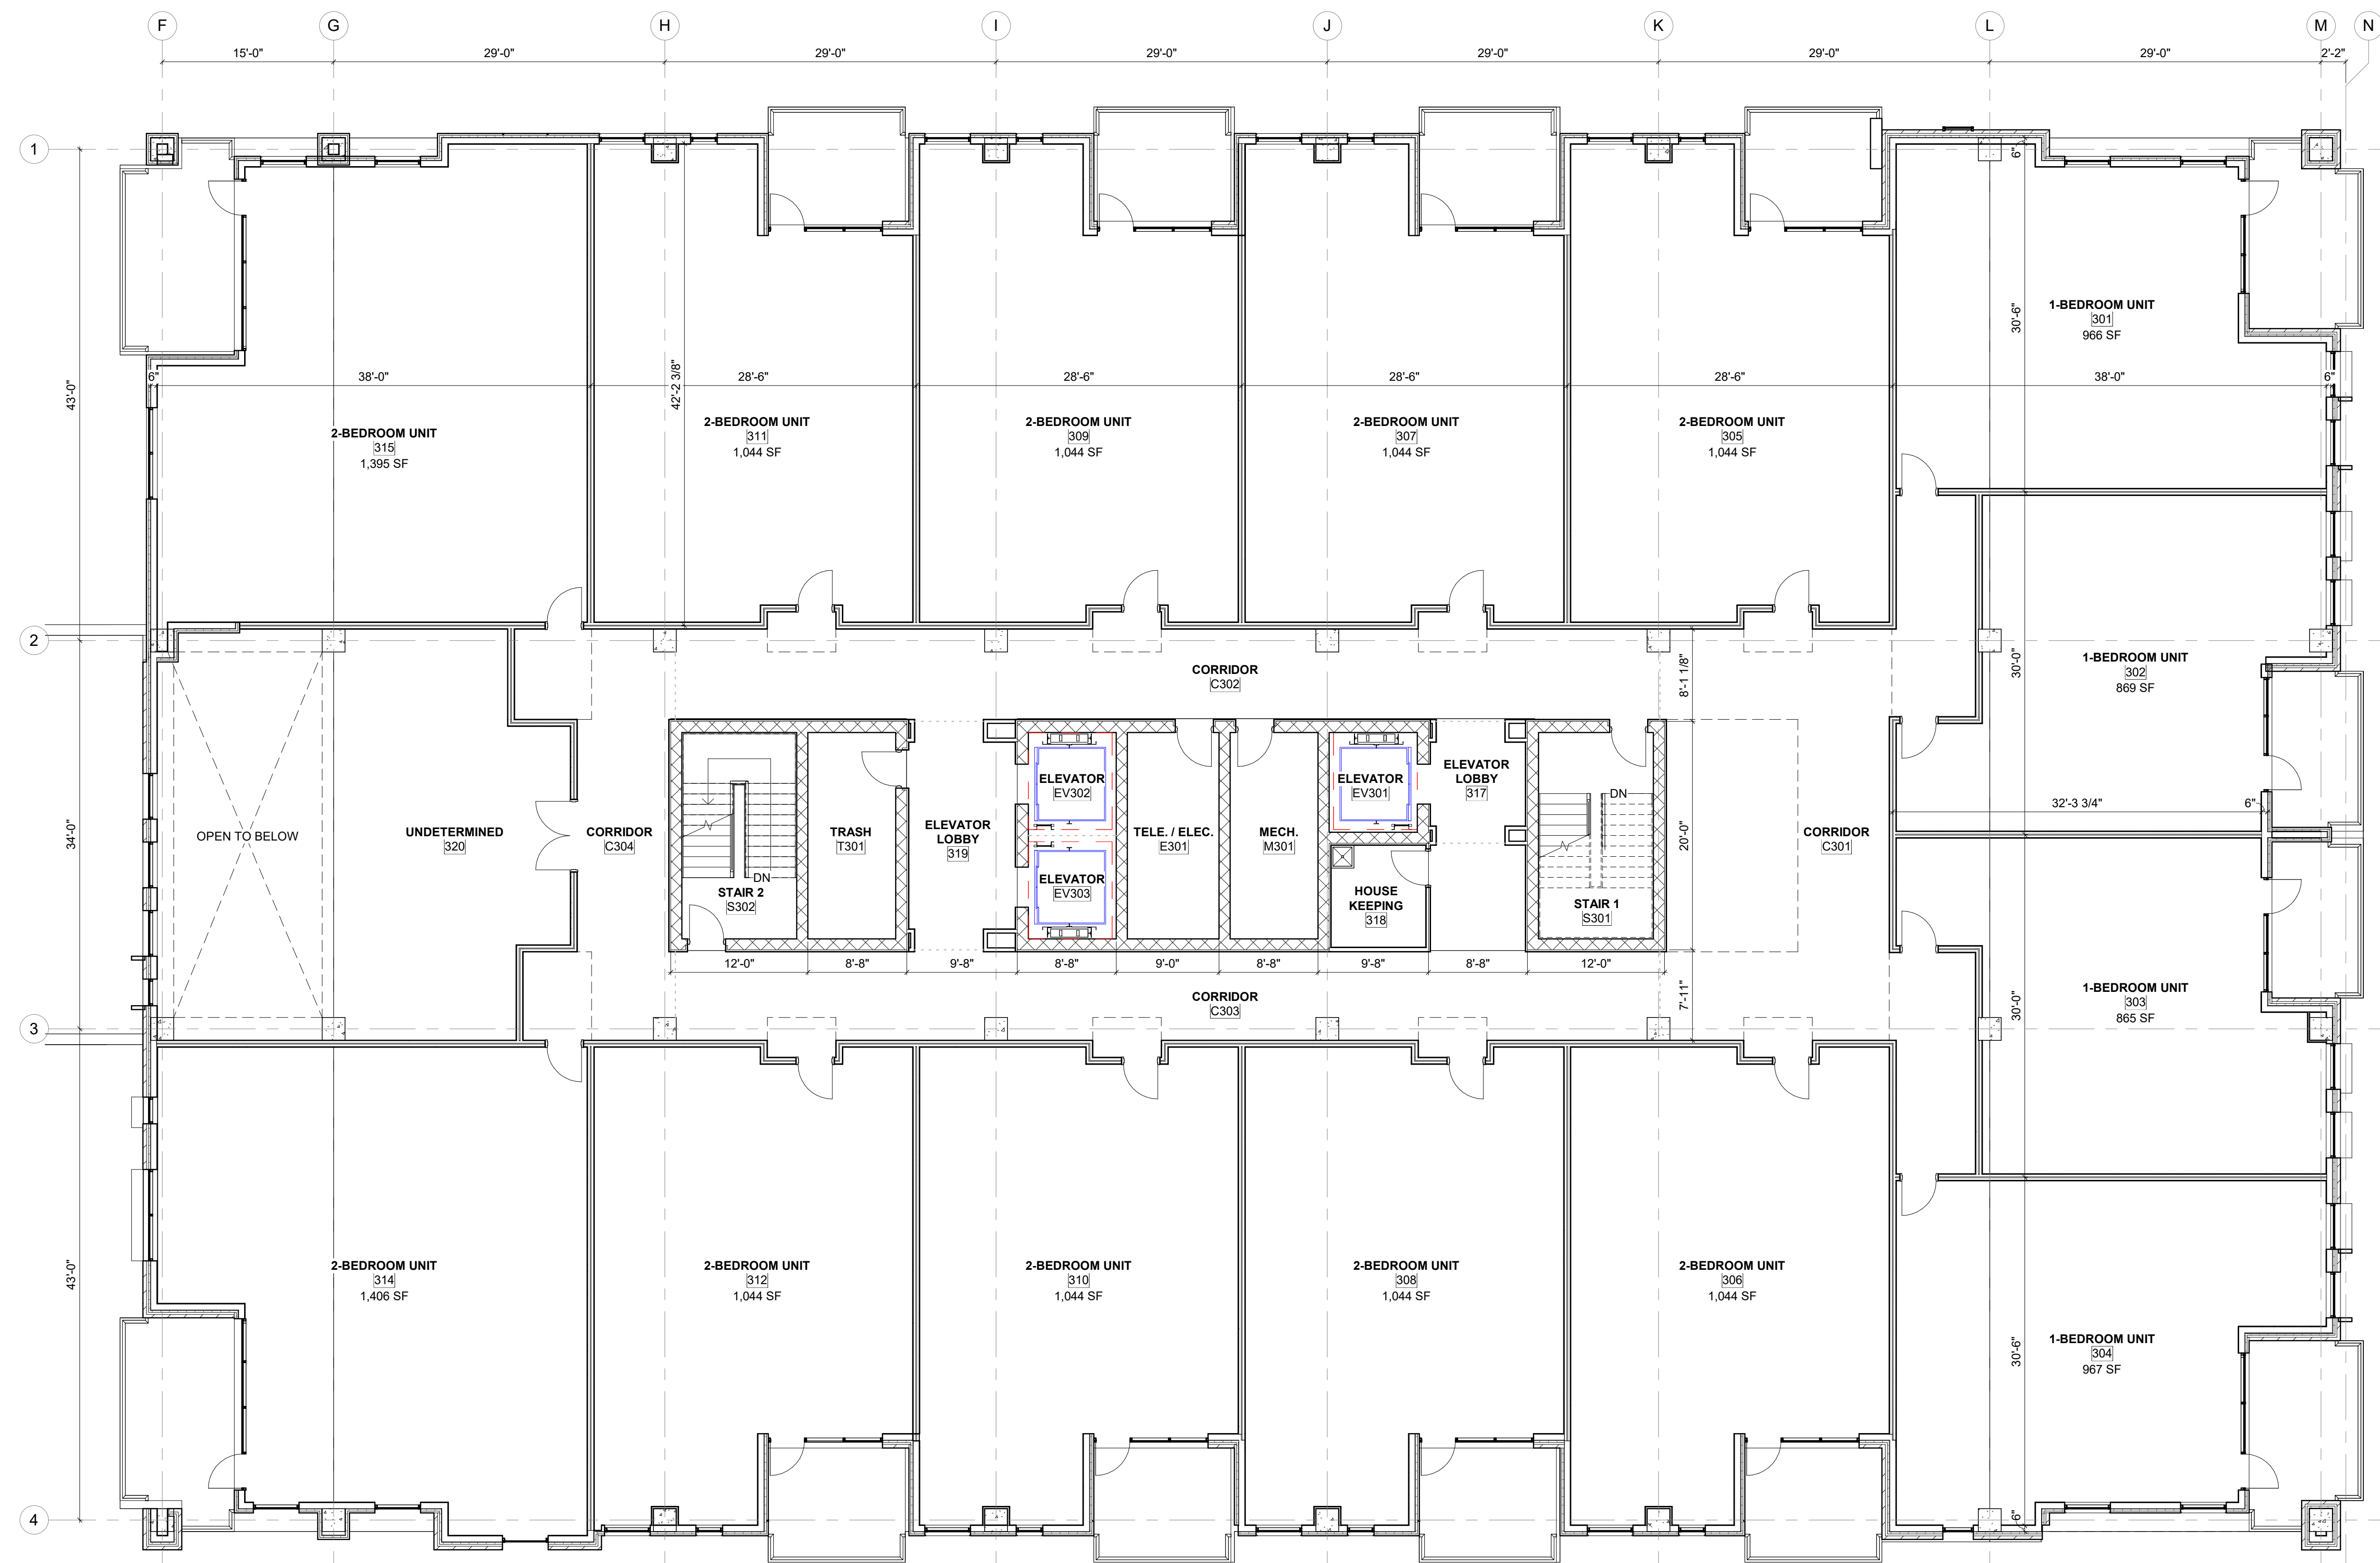 F
G
H
I
J
K
L
M
N
15'-0"
29'-0"
29'-0"
29'-0"
29'-0"
29'-0"
29'-0"
2'-2"
1
2
3
4
43'-0"
34'-0"
43'-0"
6"
38'-0"
28'-6"
28'-6"
28'-6"
28'-6"
38'-0"
6"
42'-2 3/8"
6"
30'-6"
2-BEDROOM UNIT
315
1,395 SF
2-BEDROOM UNIT
311
1,044 SF
2-BEDROOM UNIT
309
1,044 SF
2-BEDROOM UNIT
307
1,044 SF
2-BEDROOM UNIT
305
1,044 SF
1-BEDROOM UNIT
301
966 SF
1-BEDROOM UNIT
302
869 SF
30'-0"
32'-3 3/4"
6"
CORRIDOR
C302
8'-1 1/8"
OPEN TO BELOW
UNDETERMINED
320
CORRIDOR
C304
STAIR 2
S302
DN
TRASH
T301
ELEVATOR
LOBBY
319
ELEVATOR
EV302
ELEVATOR
EV303
TELE. / ELEC.
E301
MECH.
M301
ELEVATOR
EV301
HOUSE
KEEPING
318
ELEVATOR
LOBBY
317
DN
STAIR 1
S301
20'-0"
CORRIDOR
C301
12'-0"
8'-8"
9'-8"
8'-8"
9'-0"
8'-8"
9'-8"
8'-8"
12'-0"
CORRIDOR
C303
7'-11"
1-BEDROOM UNIT
303
865 SF
30'-0"
2-BEDROOM UNIT
314
1,406 SF
2-BEDROOM UNIT
312
1,044 SF
2-BEDROOM UNIT
310
1,044 SF
2-BEDROOM UNIT
308
1,044 SF
2-BEDROOM UNIT
306
1,044 SF
1-BEDROOM UNIT
304
967 SF
30'-6"
6"